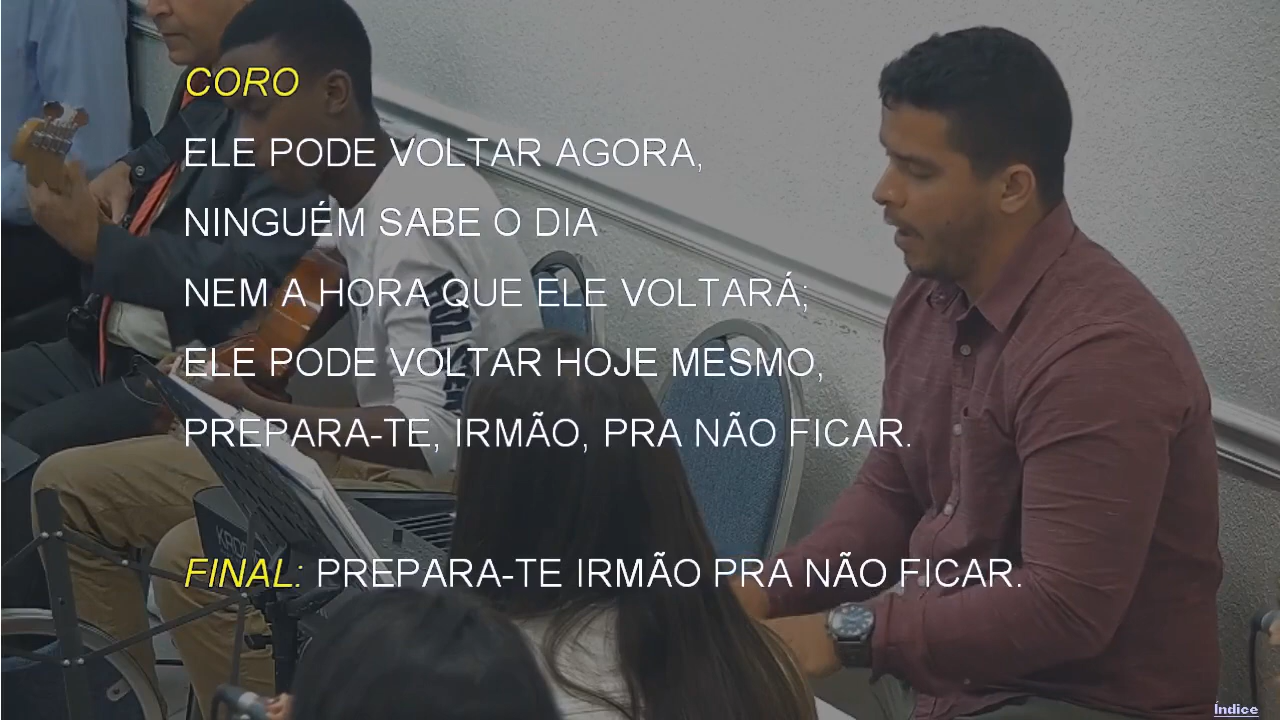 CORO
ELE PODE VOLTAR AGORA,
NINGUÉM SABE O DIA
NEM A HORA QUE ELE VOLTARÁ;
ELE PODE VOLTAR HOJE MESMO,
PREPARA-TE, IRMÃO, PRA NÃO FICAR.
FINAL: PREPARA-TE IRMÃO PRA NÃO FICAR.
Índice